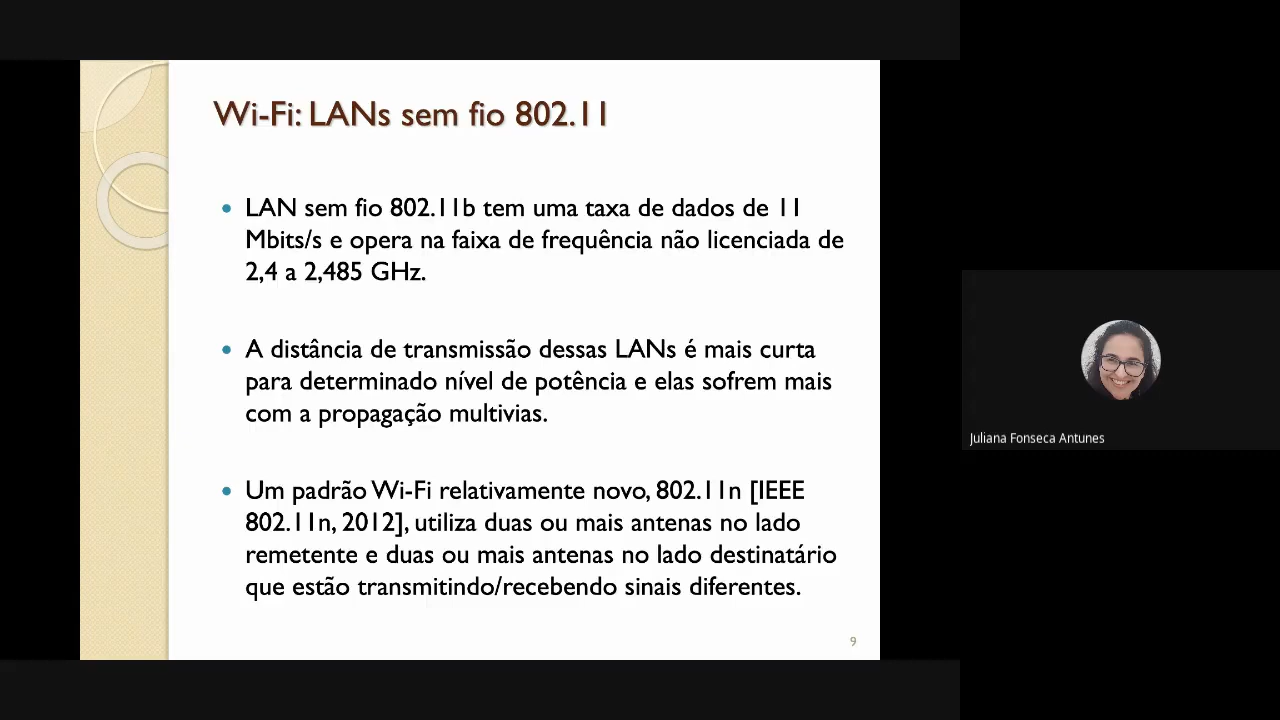 Wi-Fi: LANs sem fio 802.11
• LAN sem fio 802.11b tem uma taxa de dados de 11
Mbits/s e opera na faixa de frequência não licenciada de
2,4 a 2,485 GHz.
• A distância de transmissão dessas LANs é mais curta
para determinado nível de potência e elas sofrem mais
com a propagação multivias.
• Um padrão Wi-Fi relativamente novo, 802.11n [IEEE
802.11n, 2012], utiliza duas ou mais antenas no lado
remetente e duas ou mais antenas no lado destinatário
que estão transmitindo/recebendo sinais diferentes.
9
Juliana Fonseca Antunes